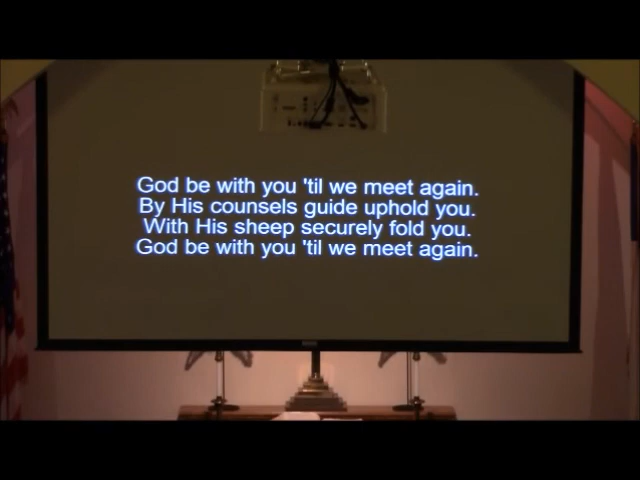 God be with you 'til we meet again.
By His counsels guide uphold you.
With His sheep securely fold you.
God be with you 'til we meet again.